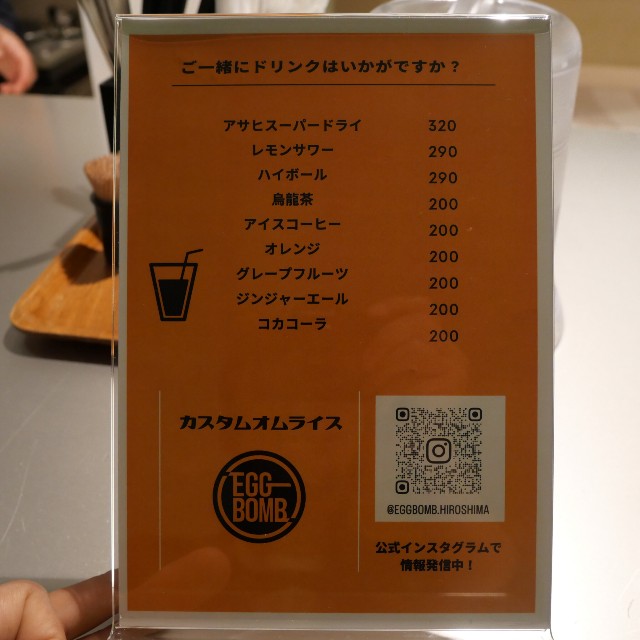 ご一緒にドリンクはいかがですか？
アサヒスーパードライ 320
レモンサワー 290
ハイボール 290
烏龍茶 200
アイスコーヒー 200
オレンジ 200
グレープフルーツ 200
ジンジャーエール 200
コカコーラ 200
カスタムオムライス
EGG
BOMB
@EGGBOMB.HIROSHIMA
公式インスタグラムで
情報発信中！